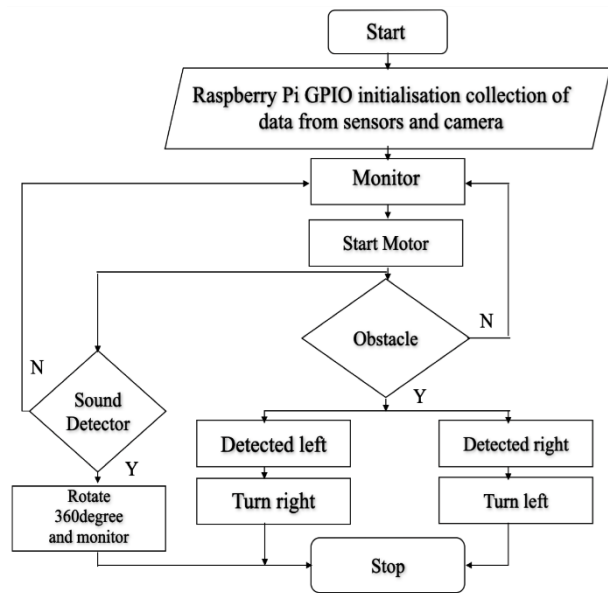 Start
Raspberry Pi GPIO initialisation collection of
data from sensors and camera
Monitor
Start Motor
Obstacle
N
Y
N
Sound
Detector
Y
Detected left
Detected right
Rotate
360degree
and monitor
Turn right
Turn left
Stop